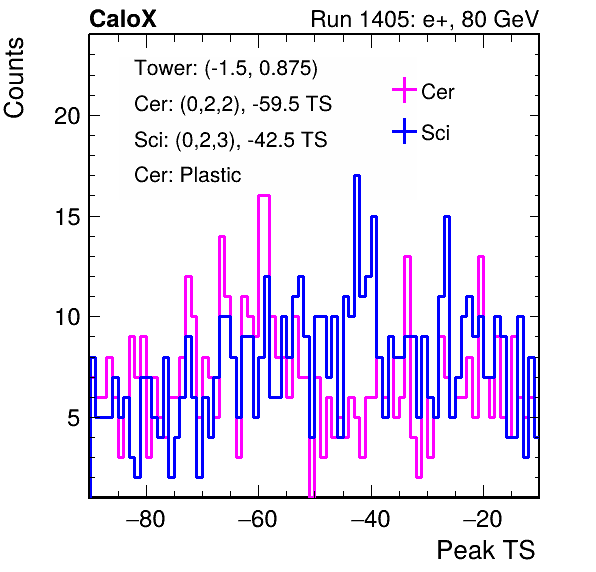 CaloX Run 1405: e+, 80 GeV
Counts
Tower: (-1.5, 0.875)
Cer: (0,2,2), -59.5 TS
Sci: (0,2,3), -42.5 TS
Cer: Plastic
Cer
Sci
20
15
10
5
−80 −60 −40 −20
Peak TS